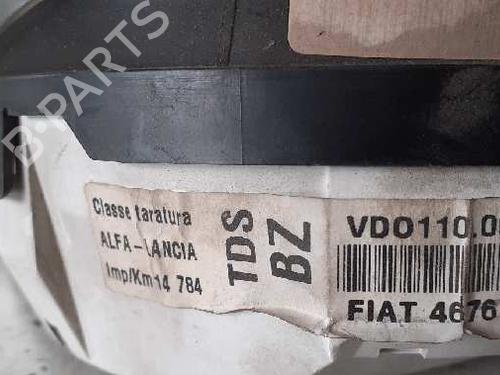 B-PARTS
Classe taratura
ALFA-LANCIA
Imp/Km14 784
TDS
BZ
VDO110.0
FIAT 4676